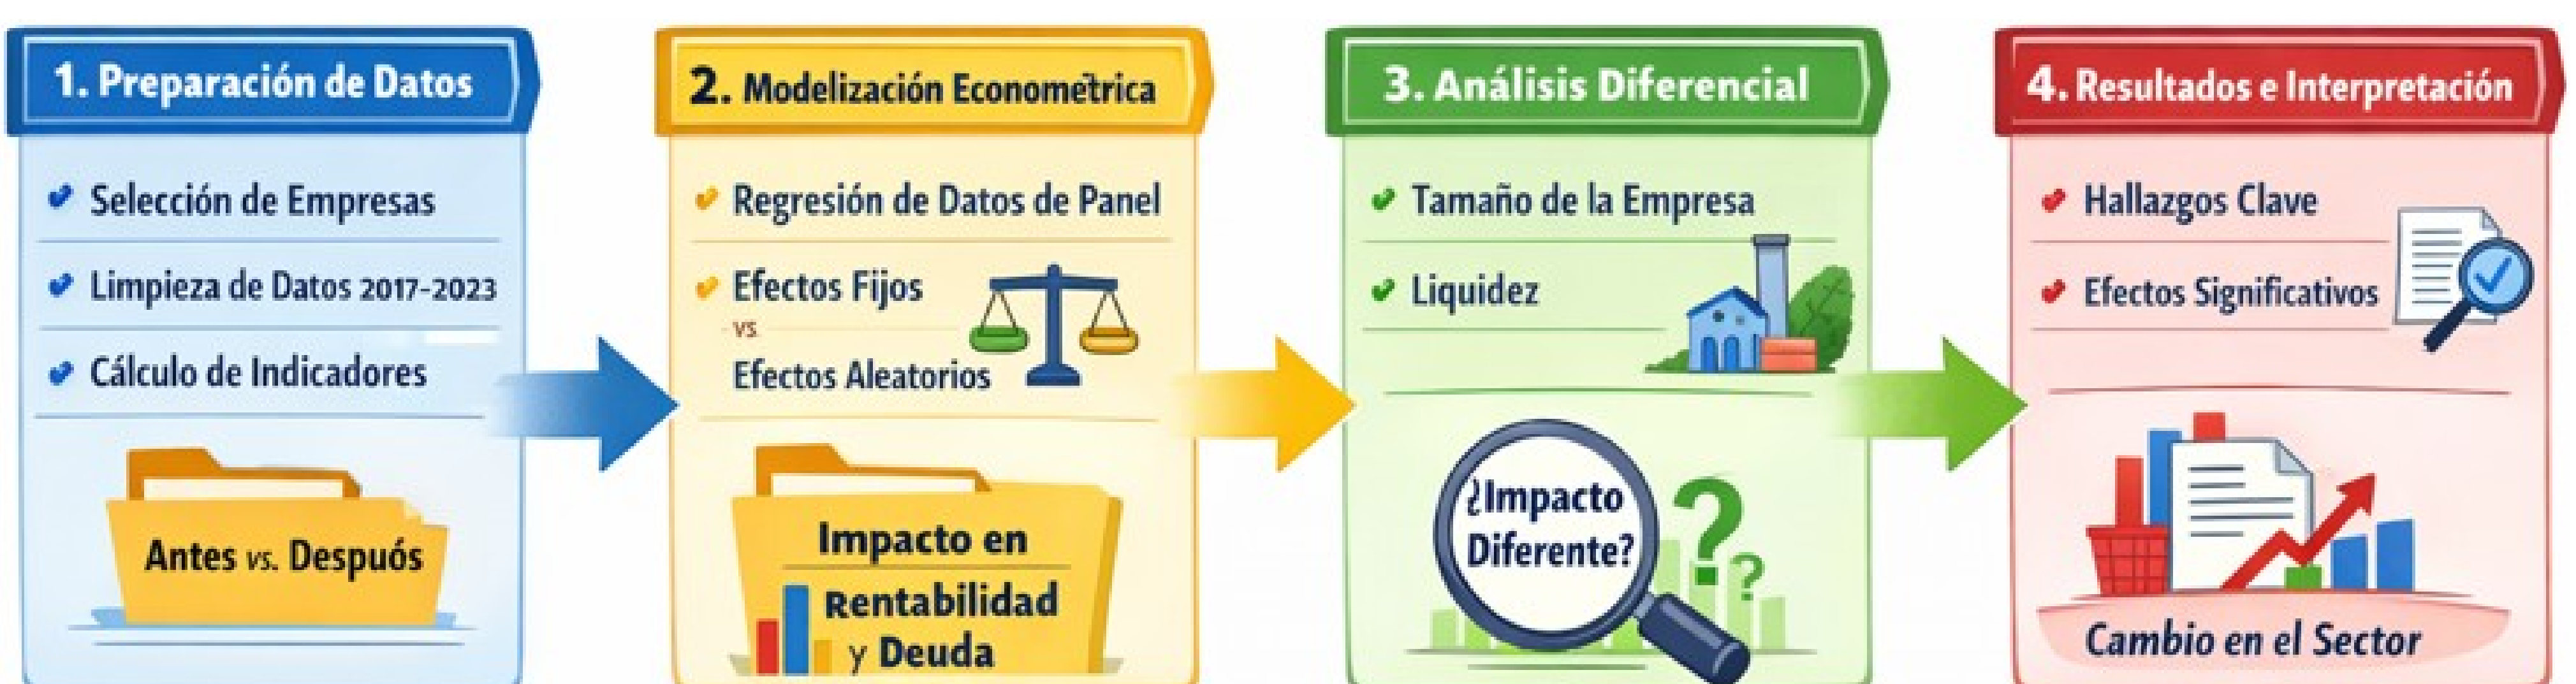 1. Preparación de Datos
Selección de Empresas
Limpieza de Datos 2017-2023
Cálculo de Indicadores
Antes vs. Despuós
2. Modelización Econometrica
Regresión de Datos de Panel
Efectos Fijos
vs.
Efectos Aleatorios
Impacto en
Rentabilidad
y Deuda
3. Análisis Diferencial
Tamaño de la Empresa
Liquidez
¿Impacto
Diferente?
? ?
4. Resultados e Interpretación
Hallazgos Clave
Efectos Significativos
Cambio en el Sector